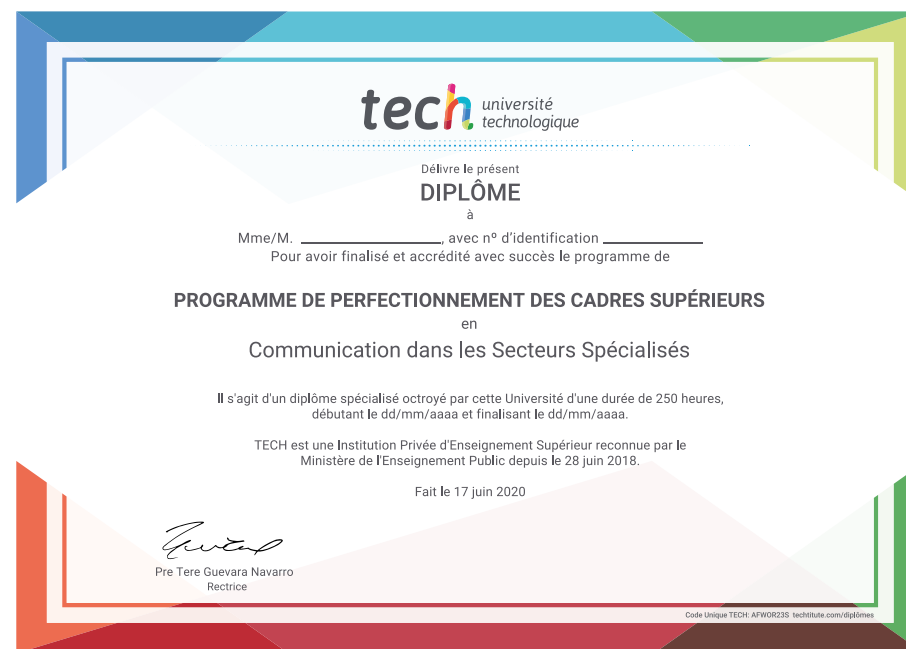 tech université
technologique
Délivre le présent
DIPLÔME
à
Mme/M. ____________________, avec nº d'identification ______________
Pour avoir finalisé et accrédité avec succès le programme de
PROGRAMME DE PERFECTIONNEMENT DES CADRES SUPÉRIEURS
en
Communication dans les Secteurs Spécialisés
Il s'agit d'un diplôme spécialisé octroyé par cette Université d'une durée de 250 heures,
débutant le dd/mm/aaaa et finalisant le dd/mm/aaaa.
TECH est une Institution Privée d'Enseignement Supérieur reconnue par le
Ministère de l'Enseignement Public depuis le 28 juin 2018.
Fait le 17 juin 2020
Pre Tere Guevara Navarro
Rectrice
Code Unique TECH: AFWOR23S techtitute.com/diplômes